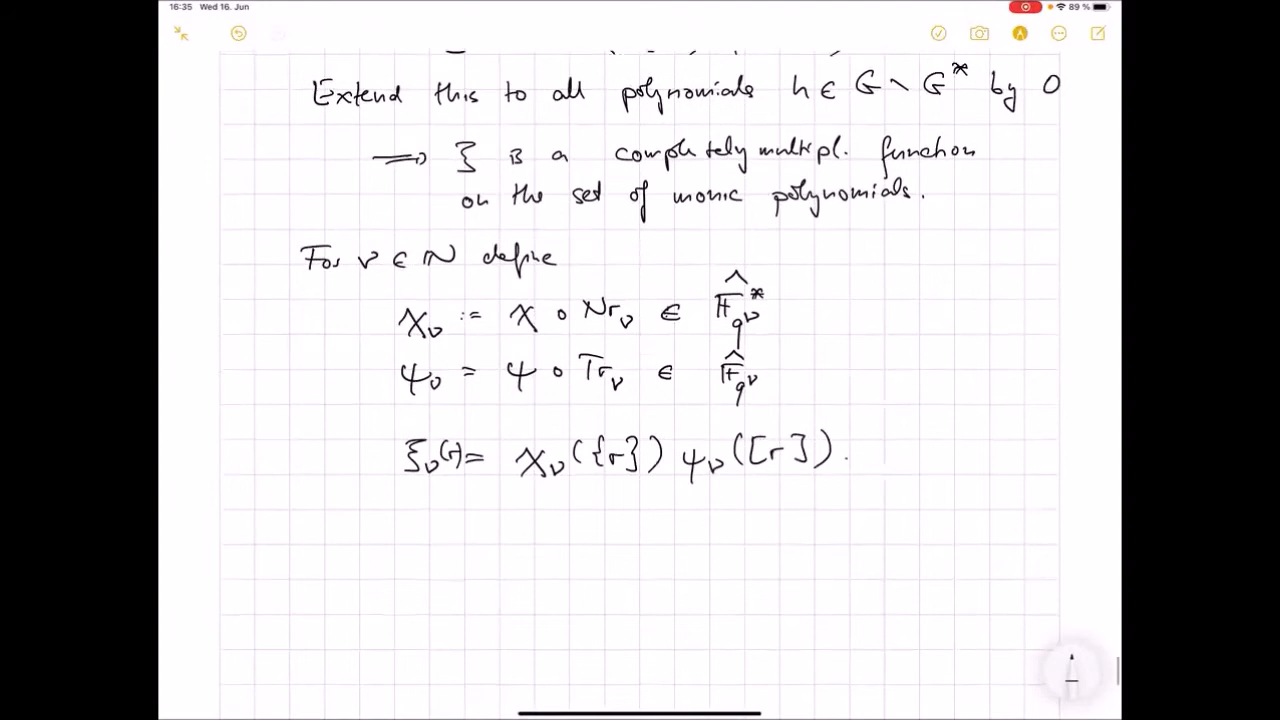 16:35 Wed 16. Jun 89 %
Extend this to all polynomials h ∈ G \ G* by 0
⟹ ξ is a completely multipl. function
on the set of monic polynomials.
For ν ∈ ℕ define
χ_ν := χ ∘ Nr_ν ∈ \hat{𝔽}_{q^ν}^*
ψ_ν = ψ ∘ Tr_ν ∈ \hat{𝔽}_{q^ν}
ξ_ν(r) = χ_ν({r}) ψ_ν([r]).